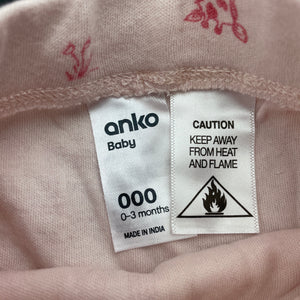 anko
Baby
000
0-3 months
MADE IN INDIA
CAUTION
KEEP AWAY
FROM HEAT
AND FLAME